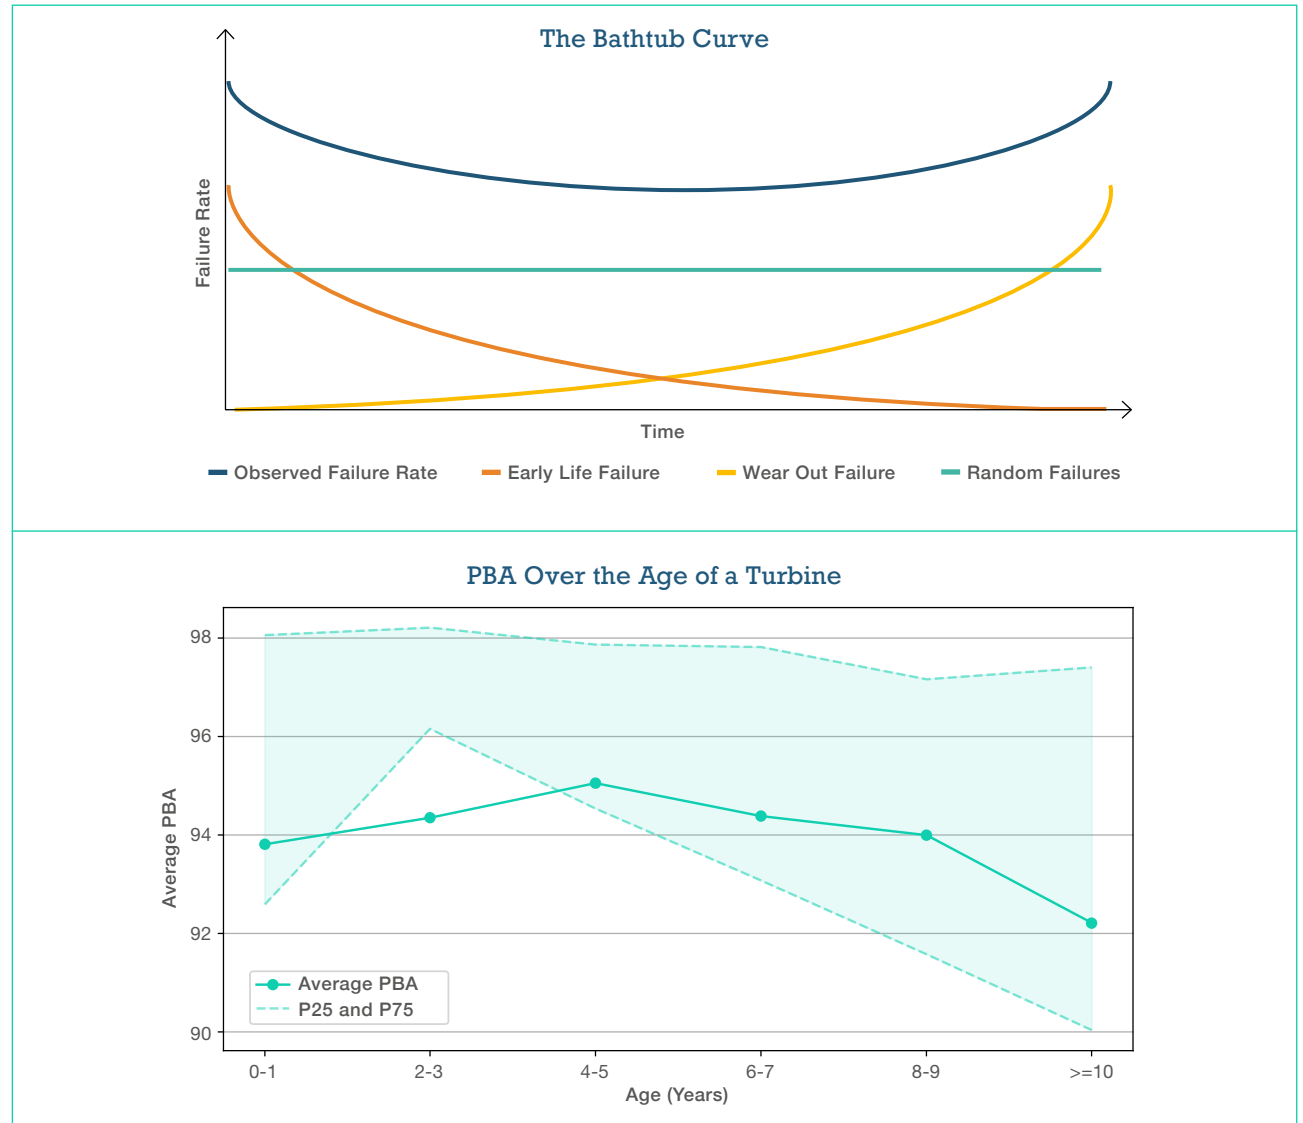 The Bathtub Curve
Failure Rate
Time
Observed Failure Rate
Early Life Failure
Wear Out Failure
Random Failures
PBA Over the Age of a Turbine
Average PBA
98
96
94
92
90
Average PBA
P25 and P75
0-1
2-3
4-5
6-7
8-9
>=10
Age (Years)